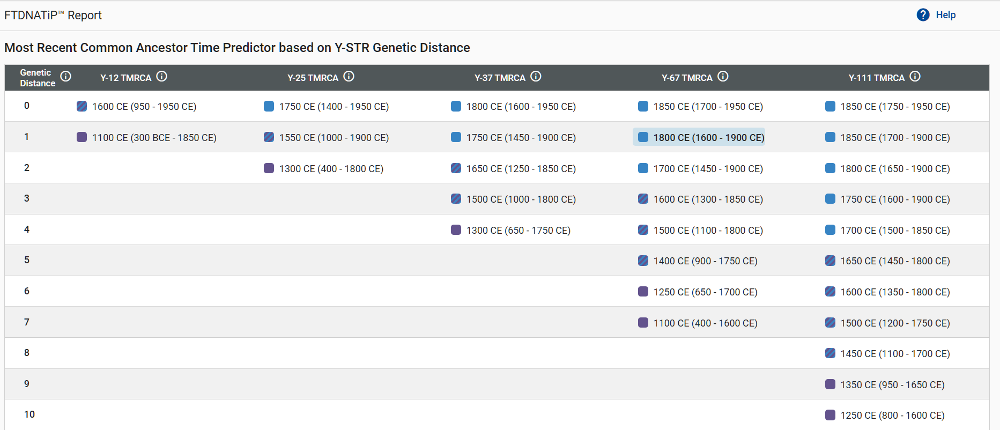 FTDNATiP™ Report
? Help
Most Recent Common Ancestor Time Predictor based on Y-STR Genetic Distance
Genetic Distance Y-12 TMRCA Y-25 TMRCA Y-37 TMRCA Y-67 TMRCA Y-111 TMRCA
0 1600 CE (950 - 1950 CE) 1750 CE (1400 - 1950 CE) 1800 CE (1600 - 1950 CE) 1850 CE (1700 - 1950 CE) 1850 CE (1750 - 1950 CE)
1 1100 CE (300 BCE - 1850 CE) 1550 CE (1000 - 1900 CE) 1750 CE (1450 - 1900 CE) 1800 CE (1600 - 1900 CE) 1850 CE (1700 - 1900 CE)
2 1300 CE (400 - 1800 CE) 1650 CE (1250 - 1850 CE) 1700 CE (1450 - 1900 CE) 1800 CE (1650 - 1900 CE)
3 1500 CE (1000 - 1800 CE) 1600 CE (1300 - 1850 CE) 1750 CE (1600 - 1900 CE)
4 1300 CE (650 - 1750 CE) 1500 CE (1100 - 1800 CE) 1700 CE (1500 - 1850 CE)
5 1400 CE (900 - 1750 CE) 1650 CE (1450 - 1800 CE)
6 1250 CE (650 - 1700 CE) 1600 CE (1350 - 1800 CE)
7 1100 CE (400 - 1600 CE) 1500 CE (1200 - 1750 CE)
8 1450 CE (1100 - 1700 CE)
9 1350 CE (950 - 1650 CE)
10 1250 CE (800 - 1600 CE)